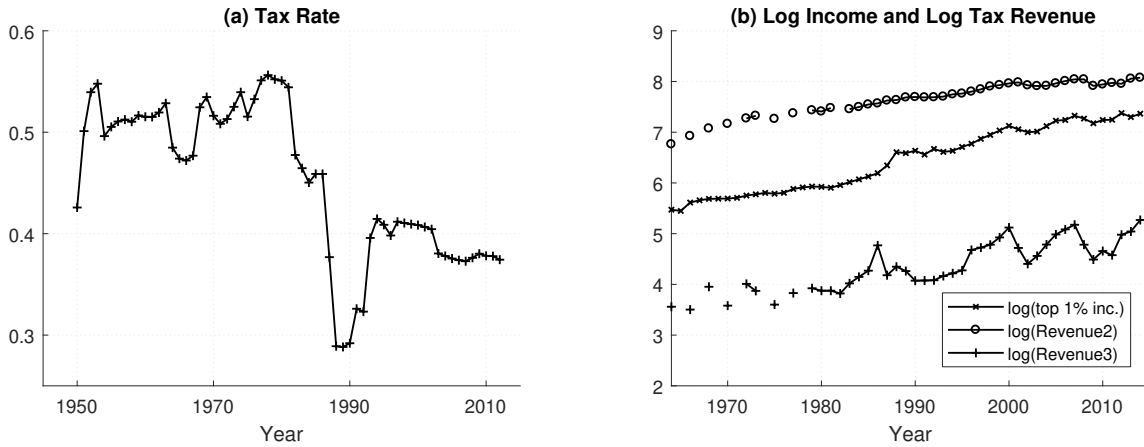 (a) Tax Rate
0.6
0.5
0.4
0.3
1950 1970 1990 2010
Year
(b) Log Income and Log Tax Revenue
9
8
7
6
5
4
3
2
log(top 1% inc.)
log(Revenue2)
log(Revenue3)
1970 1980 1990 2000 2010
Year